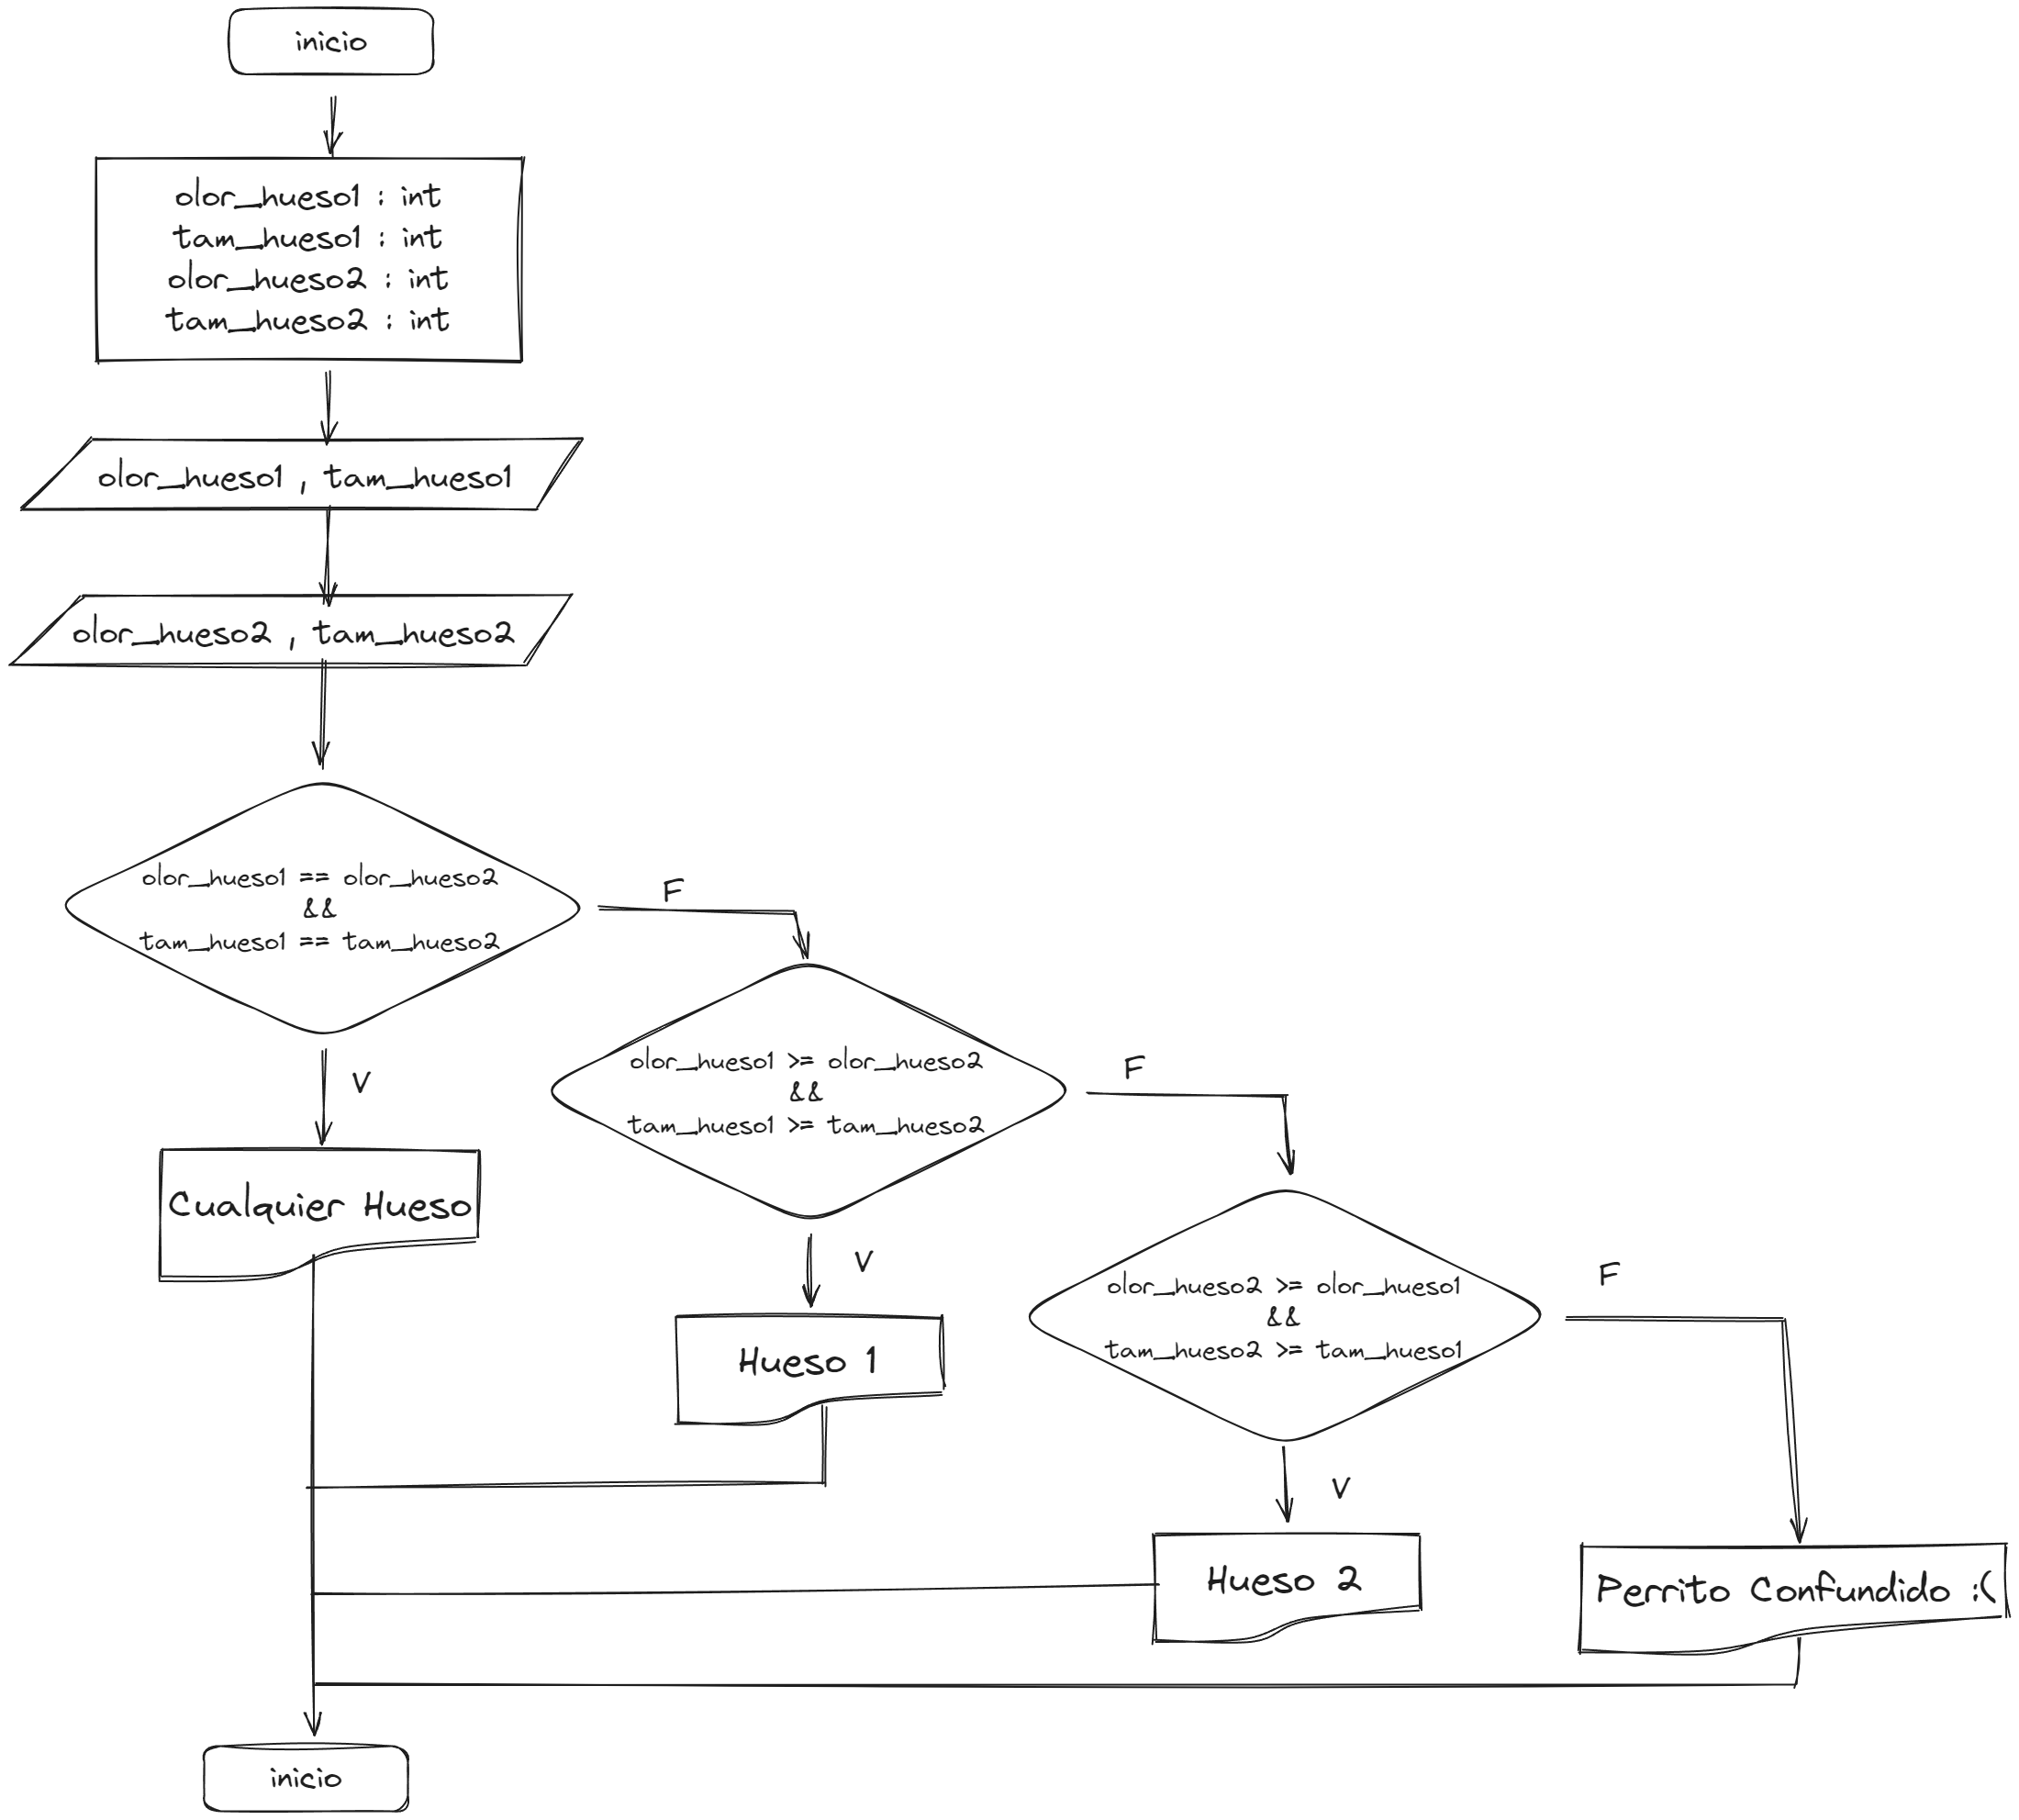 inicio
olor_hueso1 : int
tam_hueso1 : int
olor_hueso2 : int
tam_hueso2 : int
olor_hueso1 , tam_hueso1
olor_hueso2 , tam_hueso2
olor_hueso1 == olor_hueso2
&&
tam_hueso1 == tam_hueso2
F
V
Cualquier Hueso
olor_hueso1 >= olor_hueso2
&&
tam_hueso1 >= tam_hueso2
F
V
Hueso 1
olor_hueso2 >= olor_hueso1
&&
tam_hueso2 >= tam_hueso1
F
V
Hueso 2
Perrito Confundido :(
inicio